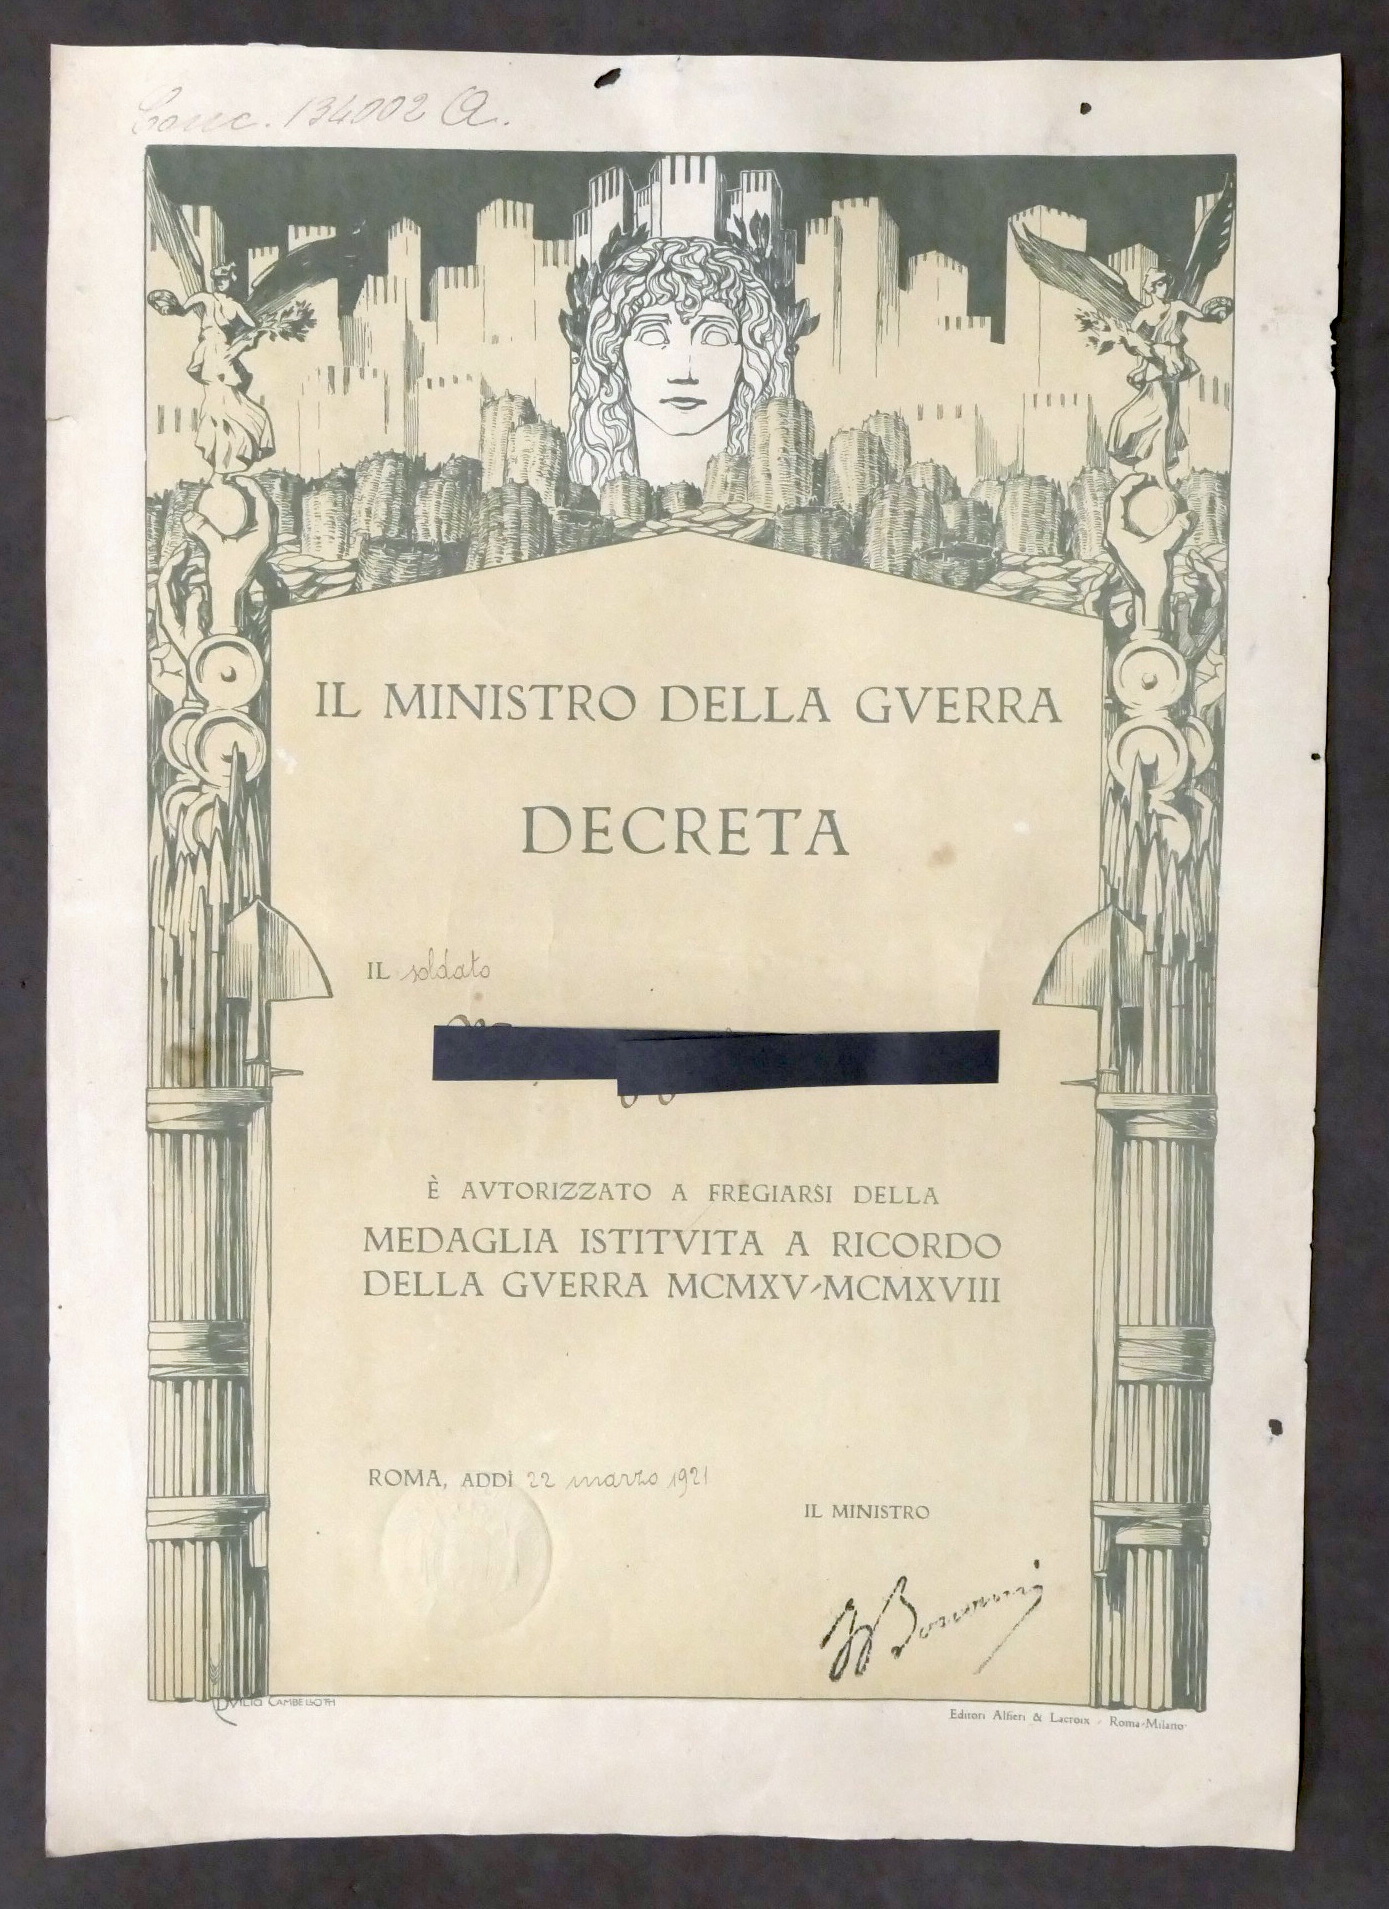 Conc. 134002 A.
IL MINISTRO DELLA GVERRA
DECRETA
IL soldato
È AVTORIZZATO A FREGIARSI DELLA
MEDAGLIA ISTITVITA A RICORDO
DELLA GVERRA MCMXV-MCMXVIII
ROMA, ADDÌ 22 marzo 1921
IL MINISTRO
Bonomi
DVILIO CAMBELLOTTI
Editori Alfieri & Lacroix - Roma-Milano